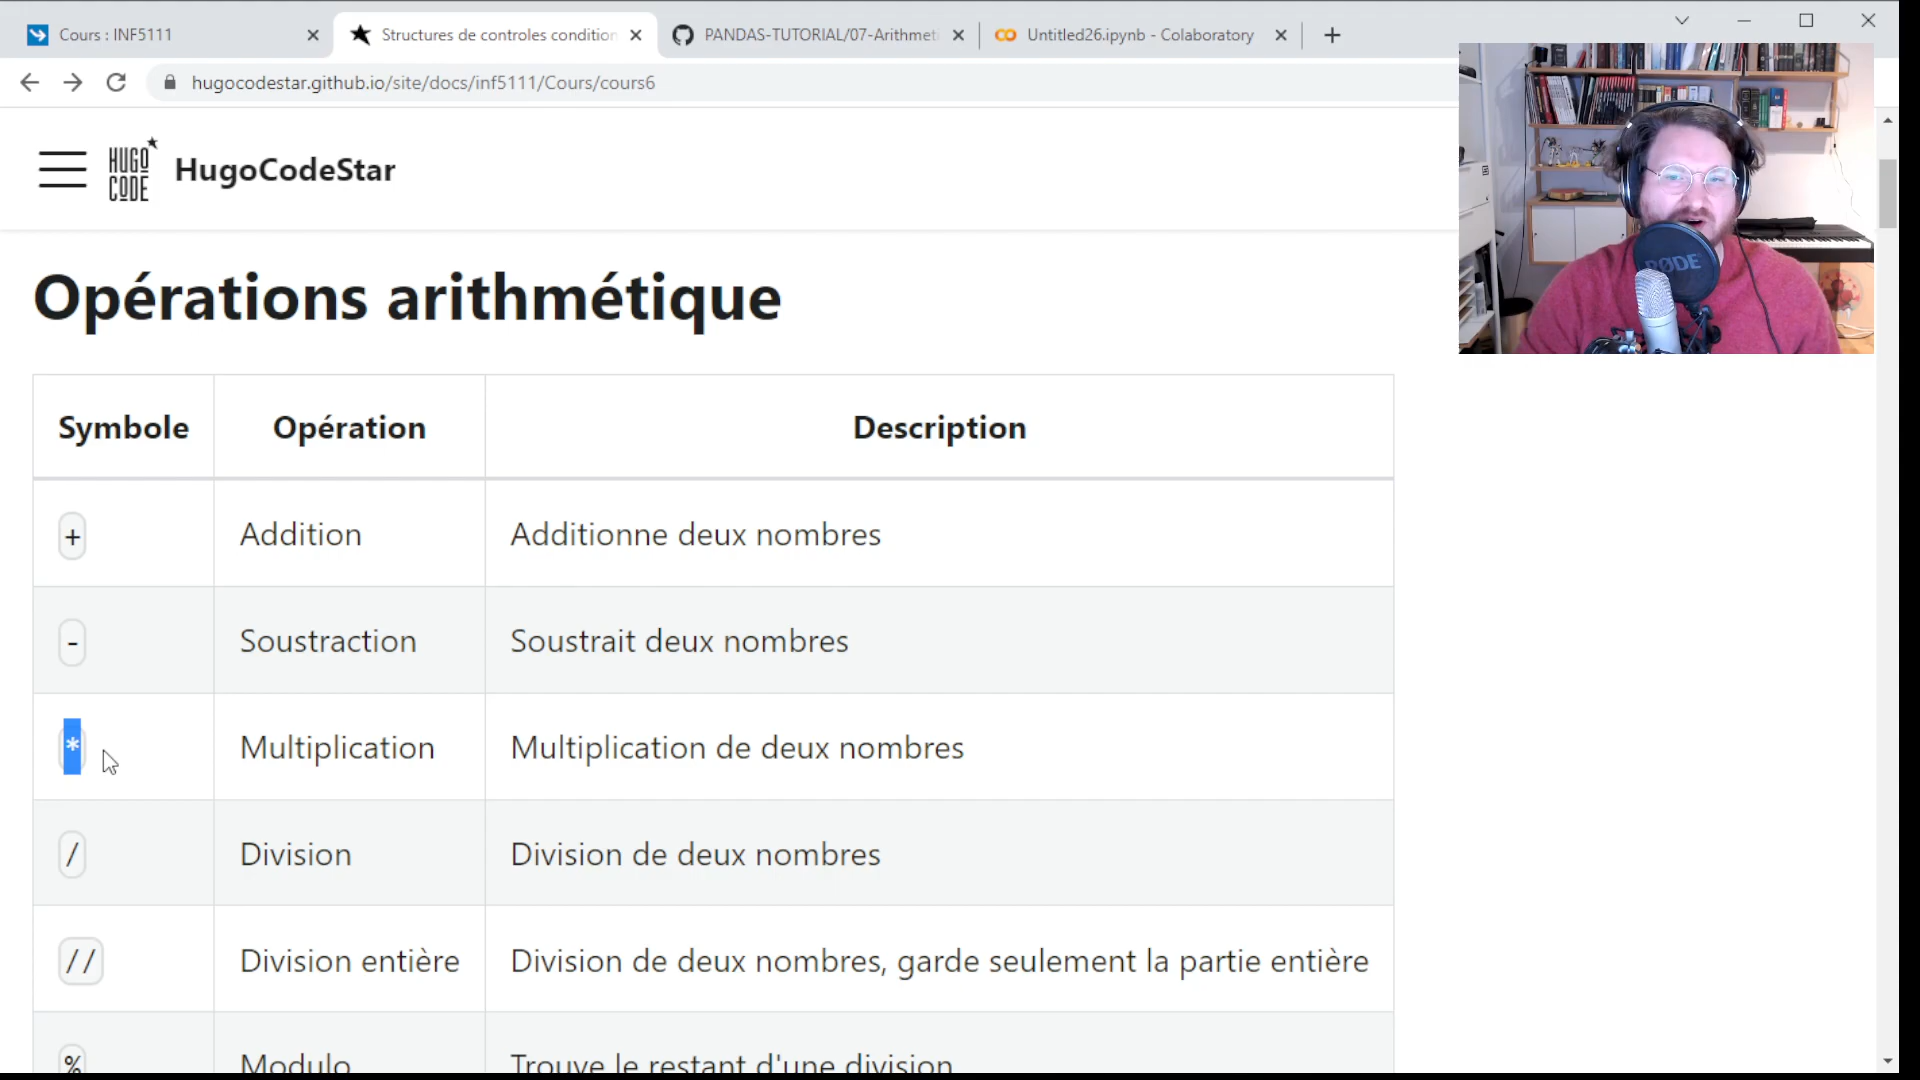 Cours : INF5111
Structures de controles condition
PANDAS-TUTORIAL/07-Arithmeti
Untitled26.ipynb - Colaboratory
hugocodestar.github.io/site/docs/inf5111/Cours/cours6
HUGO
CODE
HugoCodeStar
RØDE
Opérations arithmétique
Symbole Opération Description
+ Addition Additionne deux nombres
- Soustraction Soustrait deux nombres
* Multiplication Multiplication de deux nombres
/ Division Division de deux nombres
// Division entière Division de deux nombres, garde seulement la partie entière
% Modulo Trouve le restant d'une division